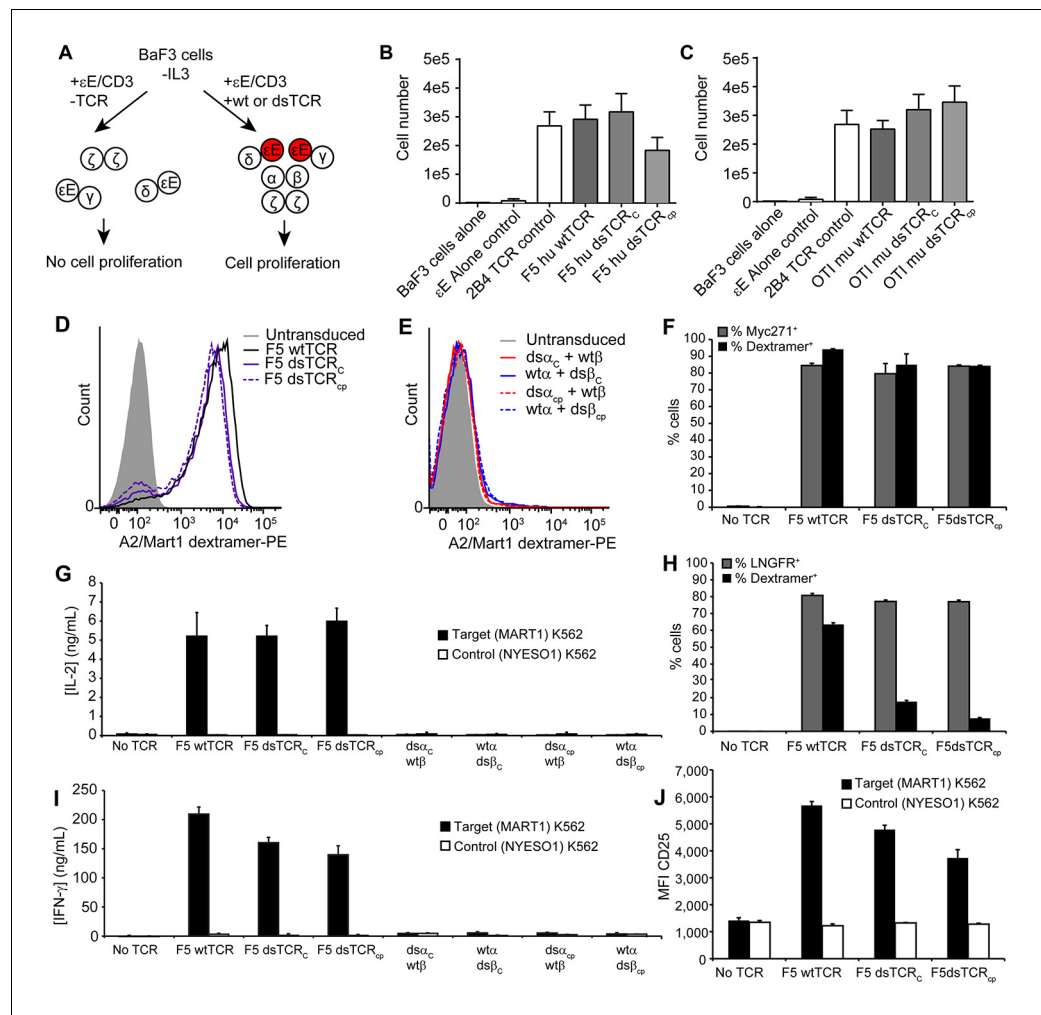 A
BaF3 cells
-IL3
+εE/CD3
-TCR
+εE/CD3
+wt or dsTCR
ζ ζ
εE γ
δ εE
δ εE εE γ
α β
ζ ζ
No cell proliferation
Cell proliferation
B
Cell number
5e5
4e5
3e5
2e5
1e5
0
BaF3 cells alone
εE Alone control
2B4 TCR control
F5 hu wtTCR
F5 hu dsTCRC
F5 hu dsTCRcp
C
Cell number
5e5
4e5
3e5
2e5
1e5
0
BaF3 cells alone
εE Alone control
2B4 TCR control
OTI mu wtTCR
OTI mu dsTCRC
OTI mu dsTCRcp
D
Untransduced
F5 wtTCR
F5 dsTCRC
F5 dsTCRcp
Count
0
0 10² 10³ 10⁴ 10⁵
A2/Mart1 dextramer-PE
E
Untransduced
dsαC + wtβ
wtα + dsβC
dsαcp + wtβ
wtα + dsβcp
Count
0
0 10² 10³ 10⁴ 10⁵
A2/Mart1 dextramer-PE
F
% Myc271⁺
% Dextramer⁺
% cells
100
90
80
70
60
50
40
30
20
10
0
No TCR F5 wtTCR F5 dsTCRC F5dsTCRcp
G
[IL-2] (ng/mL)
8
7
6
5
4
3
2
1
0
Target (MART1) K562
Control (NYESO1) K562
No TCR F5 wtTCR F5 dsTCRC F5 dsTCRcp dsαC wtα dsαcp wtα
wtβ dsβC wtβ dsβcp
H
% LNGFR⁺
% Dextramer⁺
% cells
100
90
80
70
60
50
40
30
20
10
0
No TCR F5 wtTCR F5 dsTCRC F5dsTCRcp
I
[IFN-γ] (ng/mL)
250
200
150
100
50
0
Target (MART1) K562
Control (NYESO1) K562
No TCR F5 wtTCR F5 dsTCRC F5 dsTCRcp dsαC wtα dsαcp wtα
wtβ dsβC wtβ dsβcp
J
Target (MART1) K562
Control (NYESO1) K562
MFI CD25
7,000
6,000
5,000
4,000
3,000
2,000
1,000
0
No TCR F5 wtTCR F5 dsTCRC F5dsTCRcp